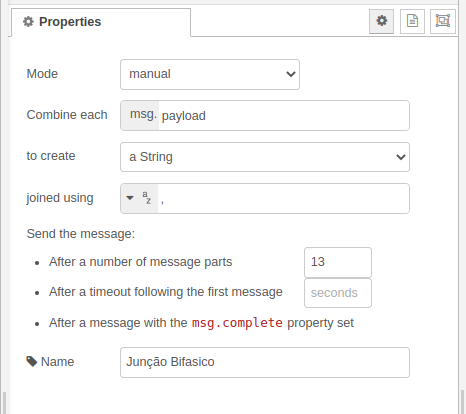 Properties
Mode manual
Combine each msg. payload
to create a String
joined using az ,
Send the message:
After a number of message parts 13
After a timeout following the first message seconds
After a message with the msg.complete property set
Name Junção Bifasico